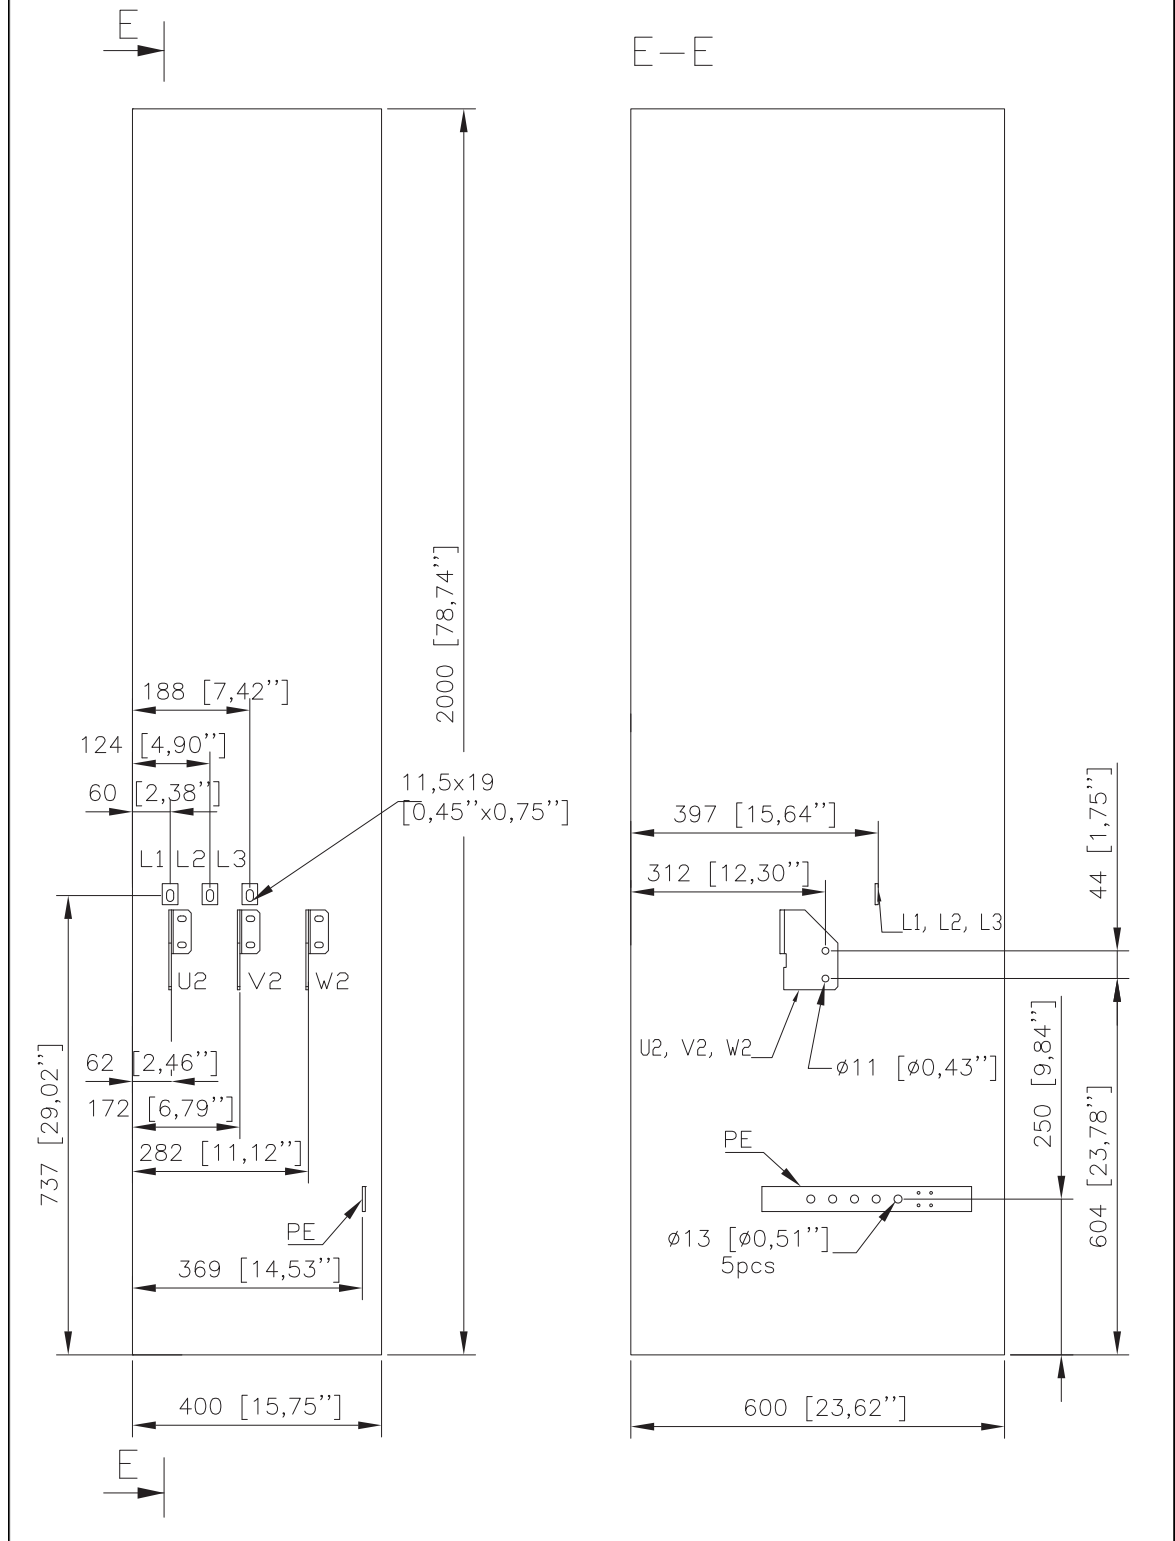 E
E–E
2000 [78,74’’]
188 [7,42’’]
124 [4,90’’]
60 [2,38’’]
11,5x19
[0,45’’x0,75’’]
L1 L2 L3
U2 V2 W2
62 [2,46’’]
172 [6,79’’]
282 [11,12’’]
737 [29,02’’]
PE
369 [14,53’’]
400 [15,75’’]
E
397 [15,64’’]
312 [12,30’’]
44 [1,75’’]
L1, L2, L3
U2, V2, W2
ø11 [ø0,43’’]
250 [9,84’’]
604 [23,78’’]
PE
ø13 [ø0,51’’]
5pcs
600 [23,62’’]